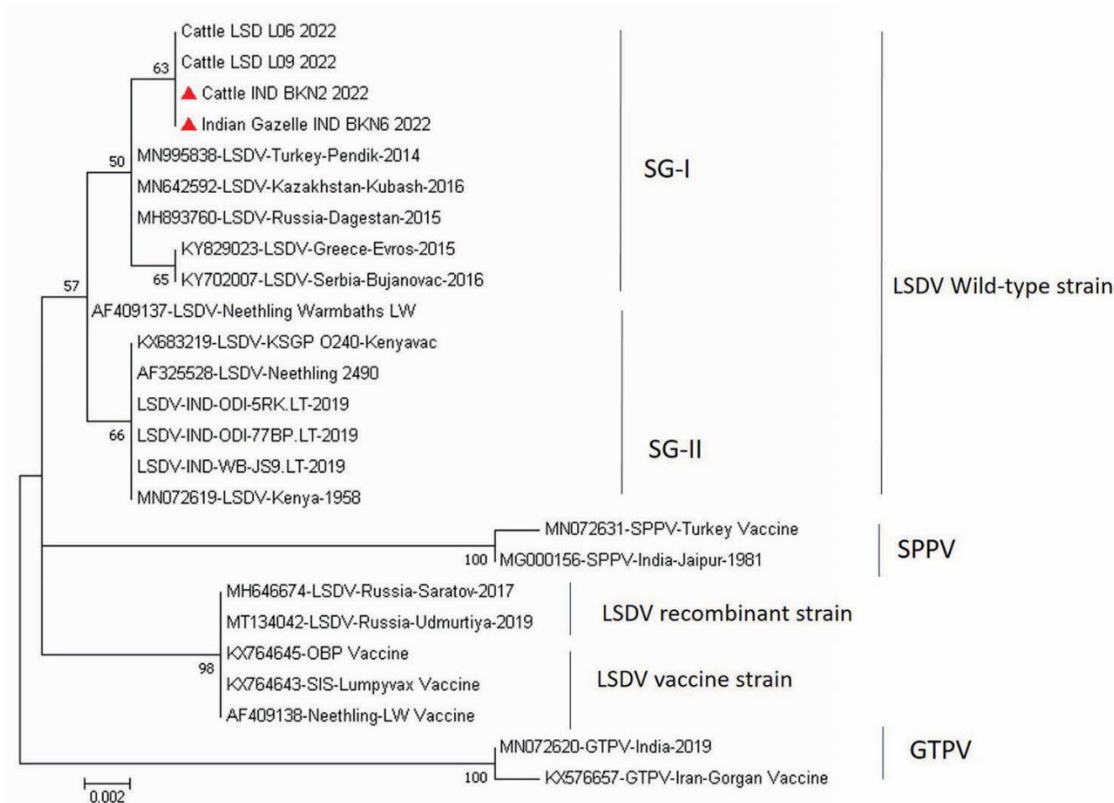 Cattle LSD L06 2022
Cattle LSD L09 2022
63
Cattle IND BKN2 2022
Indian Gazelle IND BKN6 2022
50
MN995838-LSDV-Turkey-Pendik-2014
SG-I
MN642592-LSDV-Kazakhstan-Kubash-2016
MH893760-LSDV-Russia-Dagestan-2015
KY829023-LSDV-Greece-Evros-2015
65
KY702007-LSDV-Serbia-Bujanovac-2016
57
LSDV Wild-type strain
AF409137-LSDV-Neethling Warmbaths LW
KX683219-LSDV-KSGP O240-Kenyavac
AF325528-LSDV-Neethling 2490
LSDV-IND-ODI-5RK.LT-2019
66
LSDV-IND-ODI-77BP.LT-2019
SG-II
LSDV-IND-WB-JS9.LT-2019
MN072619-LSDV-Kenya-1958
MN072631-SPPV-Turkey Vaccine
SPPV
100
MG000156-SPPV-India-Jaipur-1981
MH646674-LSDV-Russia-Saratov-2017
LSDV recombinant strain
MT134042-LSDV-Russia-Udmurtiya-2019
KX764645-OBP Vaccine
98
KX764643-SIS-Lumpyvax Vaccine
LSDV vaccine strain
AF409138-Neethling-LW Vaccine
MN072620-GTPV-India-2019
GTPV
100
KX576657-GTPV-Iran-Gorgan Vaccine
0.002